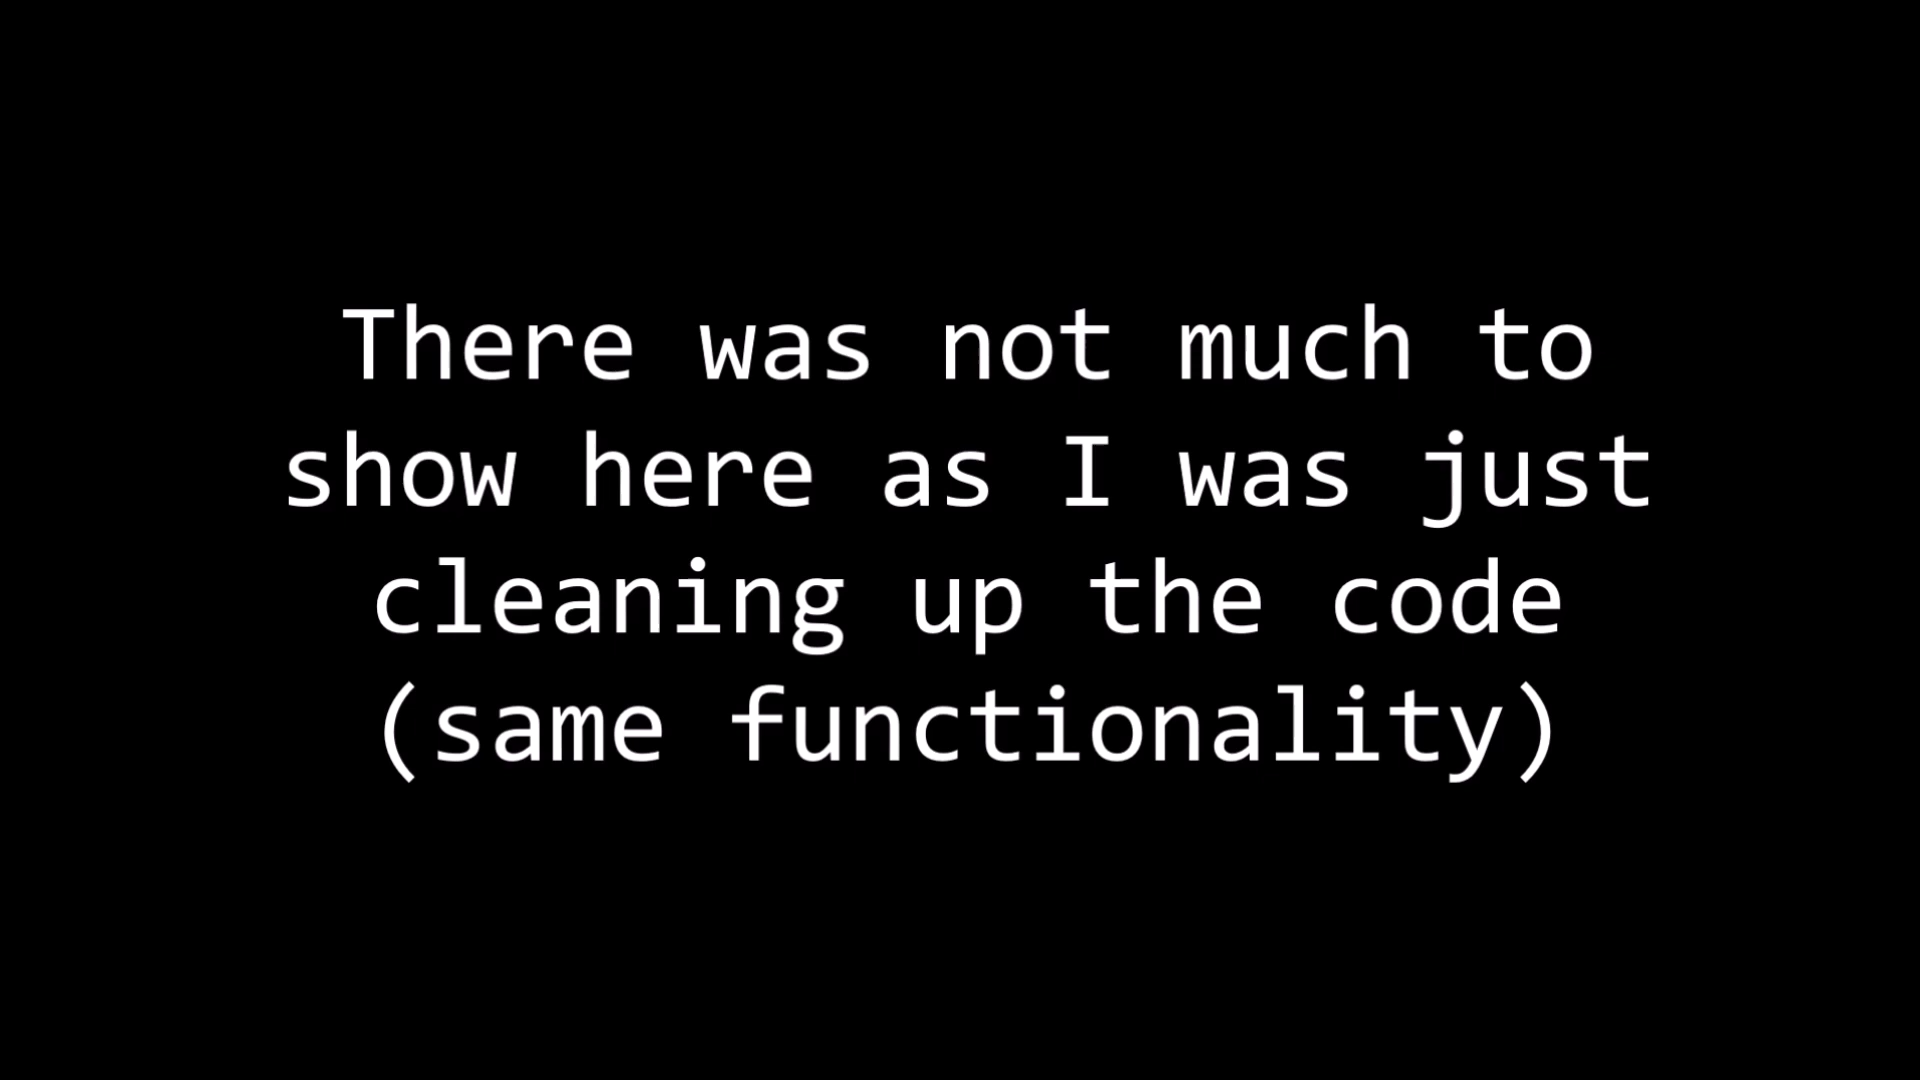 There was not much to
show here as I was just
cleaning up the code
(same functionality)